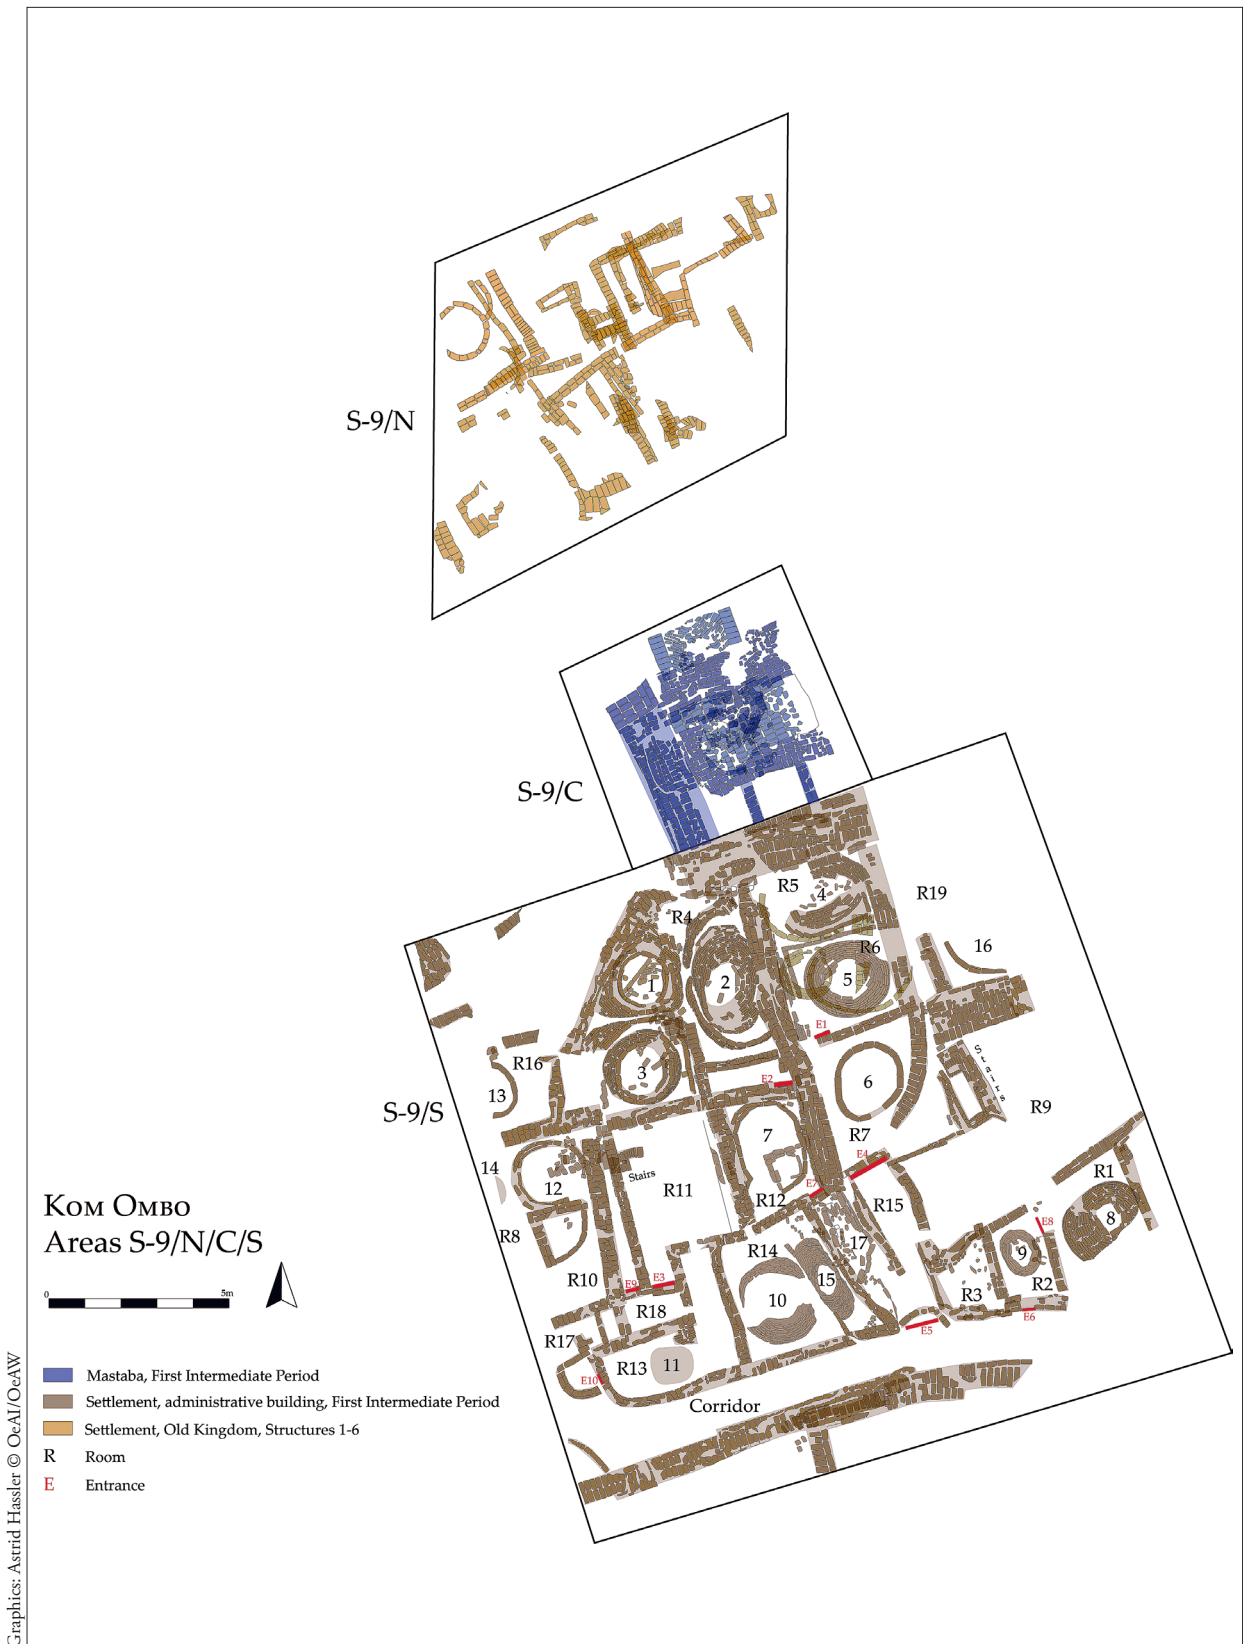 S-9/N
S-9/C
R5
4
R19
R4
R6
16
1
2
5
E1
Stairs
R16
3
E2
6
13
S-9/S
R9
7
R7
E4
14
12
Stairs
R11
E7
R1
R12
R15
8
R8
R14
17
E8
9
R10
E9
E3
15
R2
R3
10
R18
E6
E5
R17
R13
11
E10
Corridor
Kom Ombo
Areas S-9/N/C/S
0 5m
Mastaba, First Intermediate Period
Settlement, administrative building, First Intermediate Period
Settlement, Old Kingdom, Structures 1-6
R Room
E Entrance
Graphics: Astrid Hassler © OeAI/OeAW